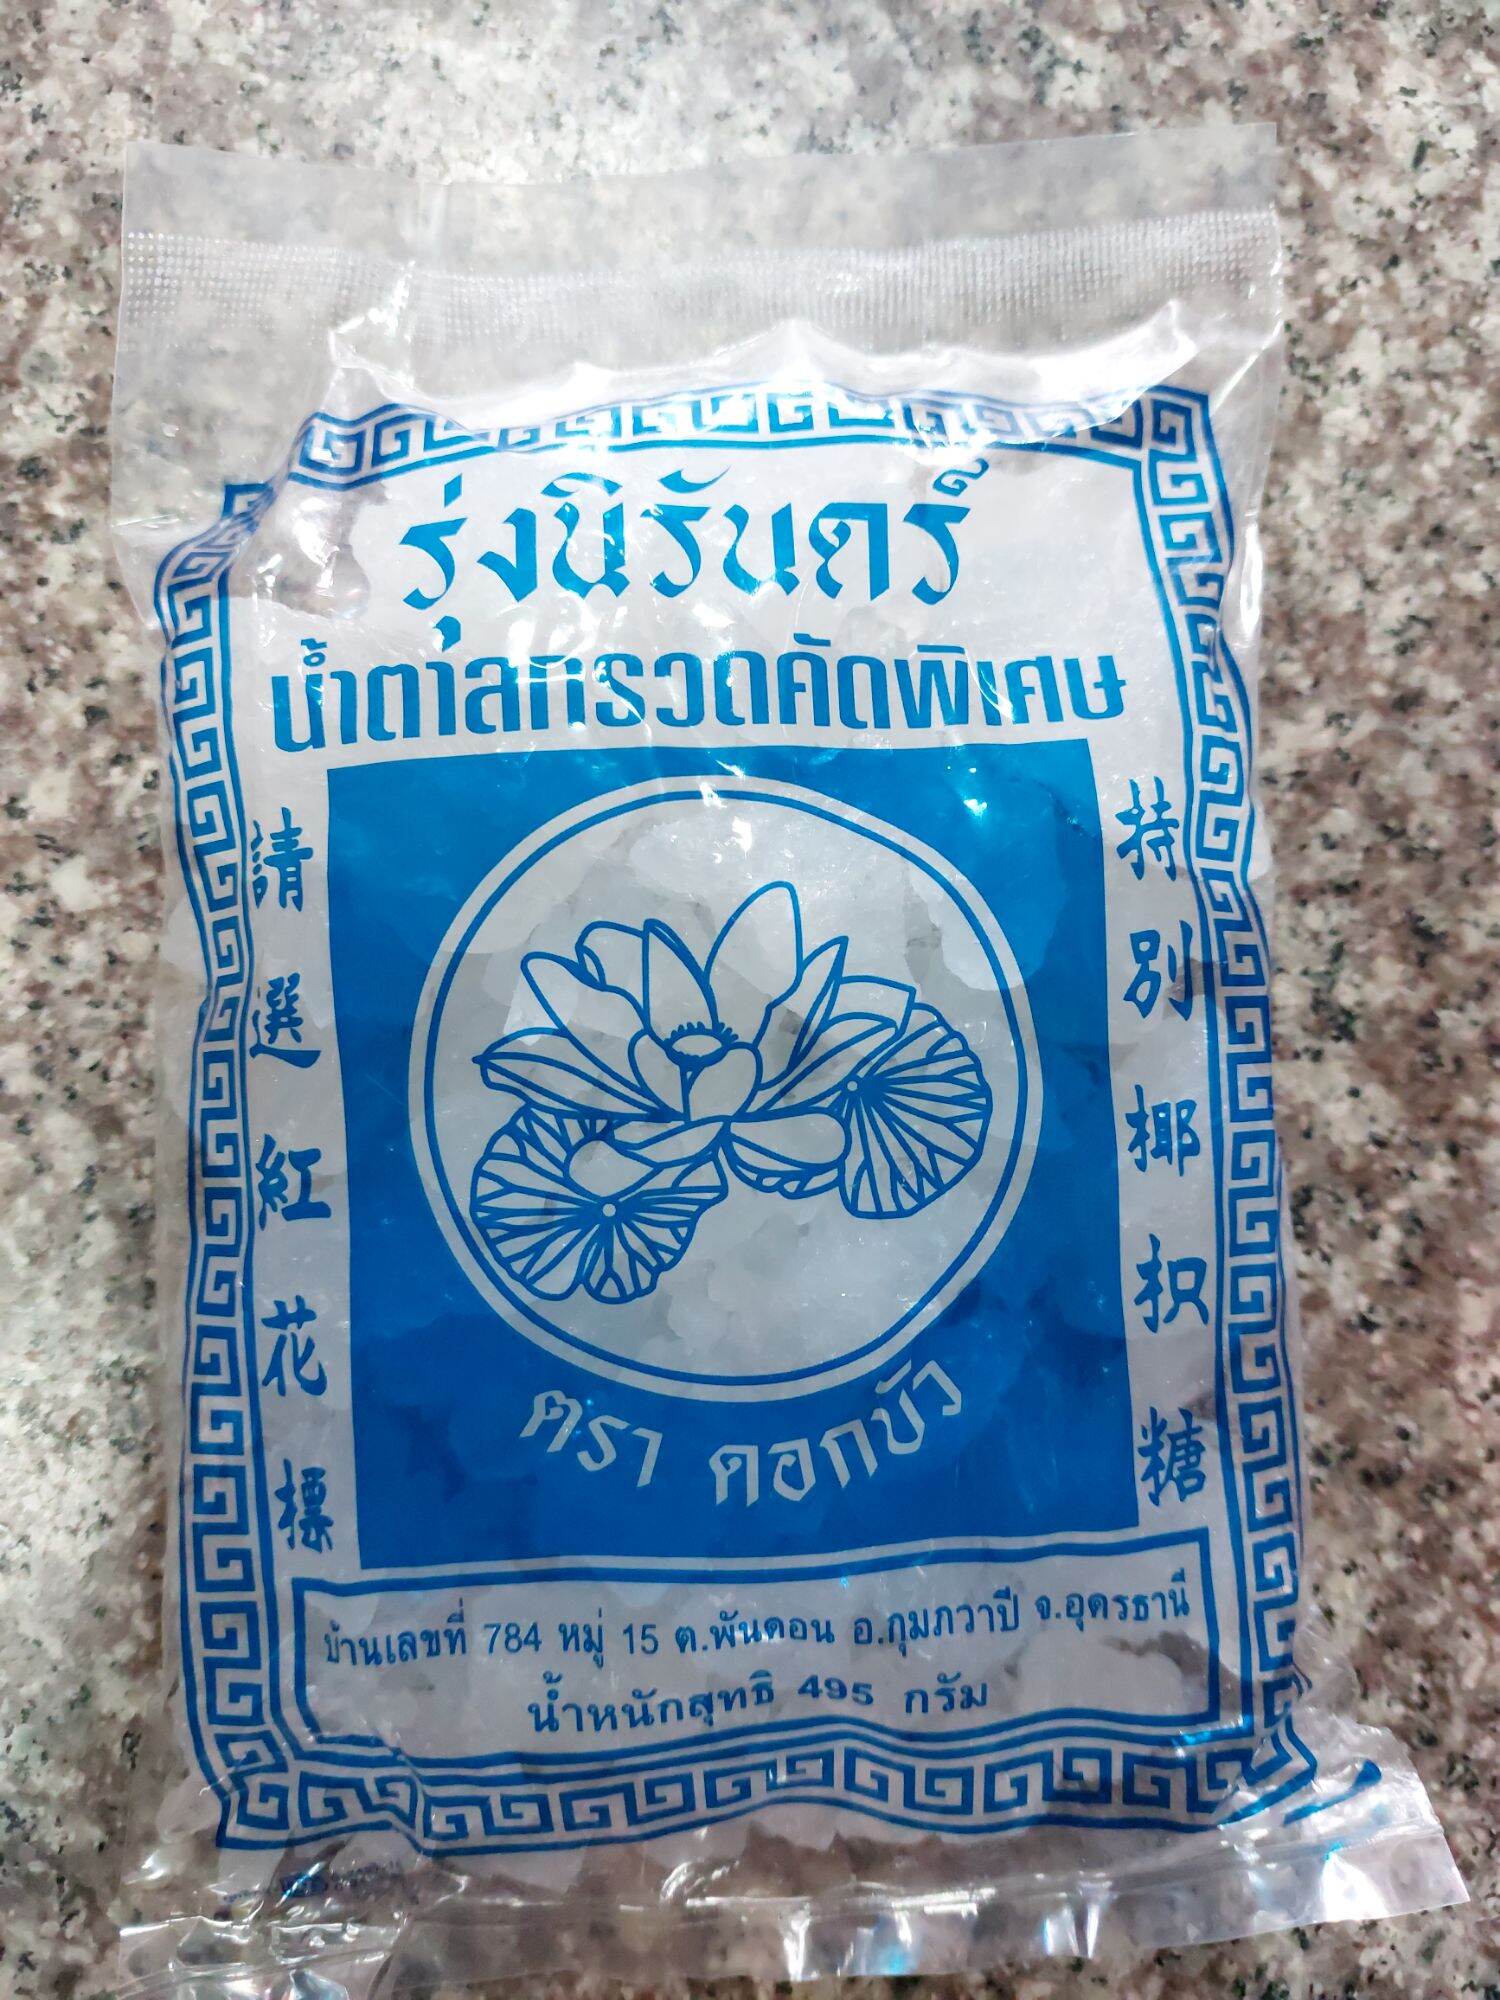 รุ่งนิรันดร์
น้ำตาลกรวดคัดพิเศษ
請選紅花標
特別椰枳糖
ตรา ดอกบัว
บ้านเลขที่ 784 หมู่ 15 ต.พันดอน อ.กุมภวาปี จ.อุดรธานี
น้ำหนักสุทธิ 495 กรัม